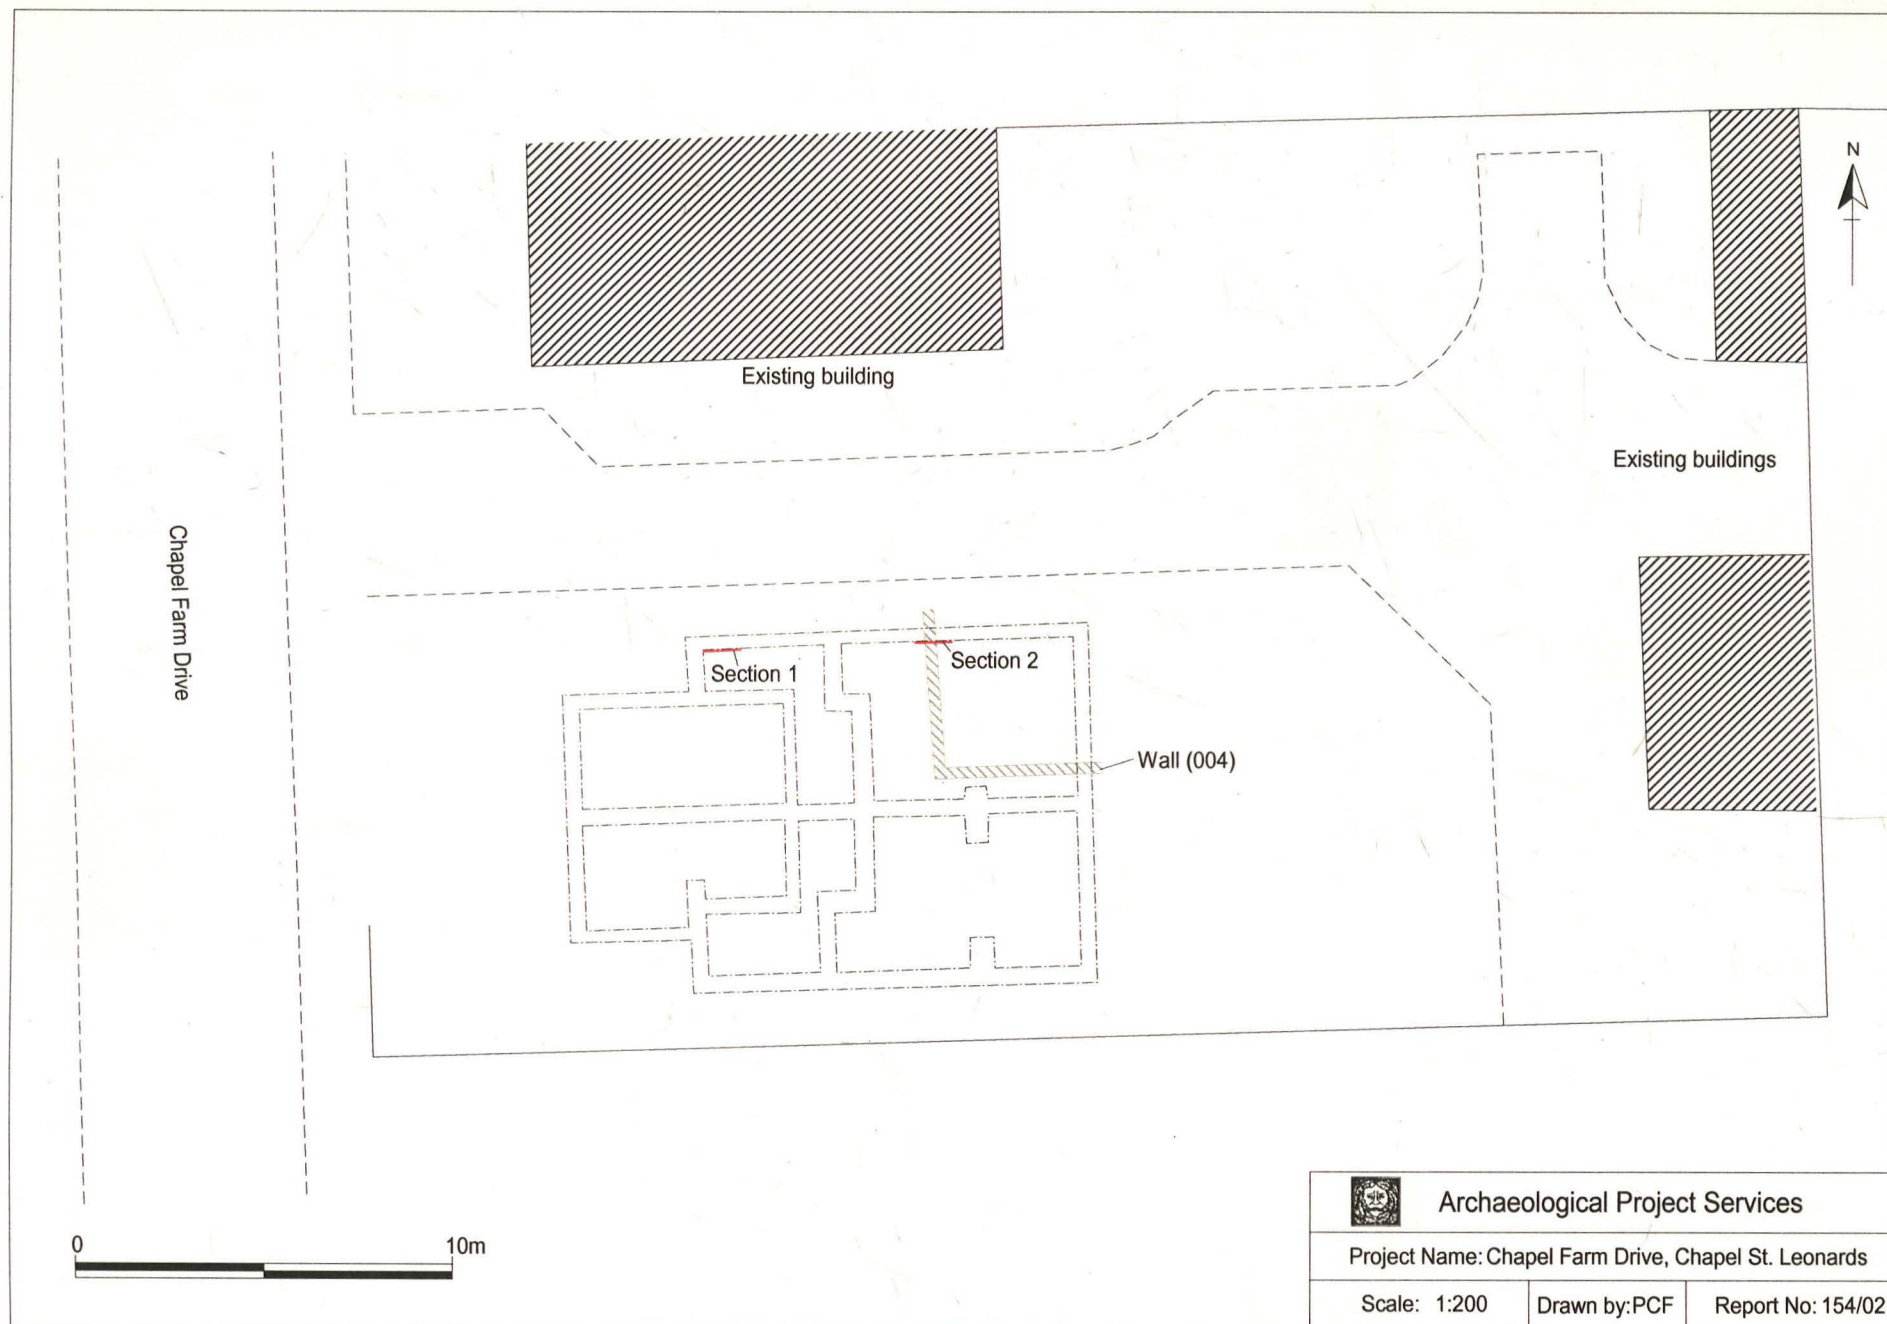 N
Existing building
Existing buildings
Chapel Farm Drive
Section 1
Section 2
Wall (004)
0 10m
Archaeological Project Services
Project Name: Chapel Farm Drive, Chapel St. Leonards
Scale: 1:200 Drawn by:PCF Report No: 154/02